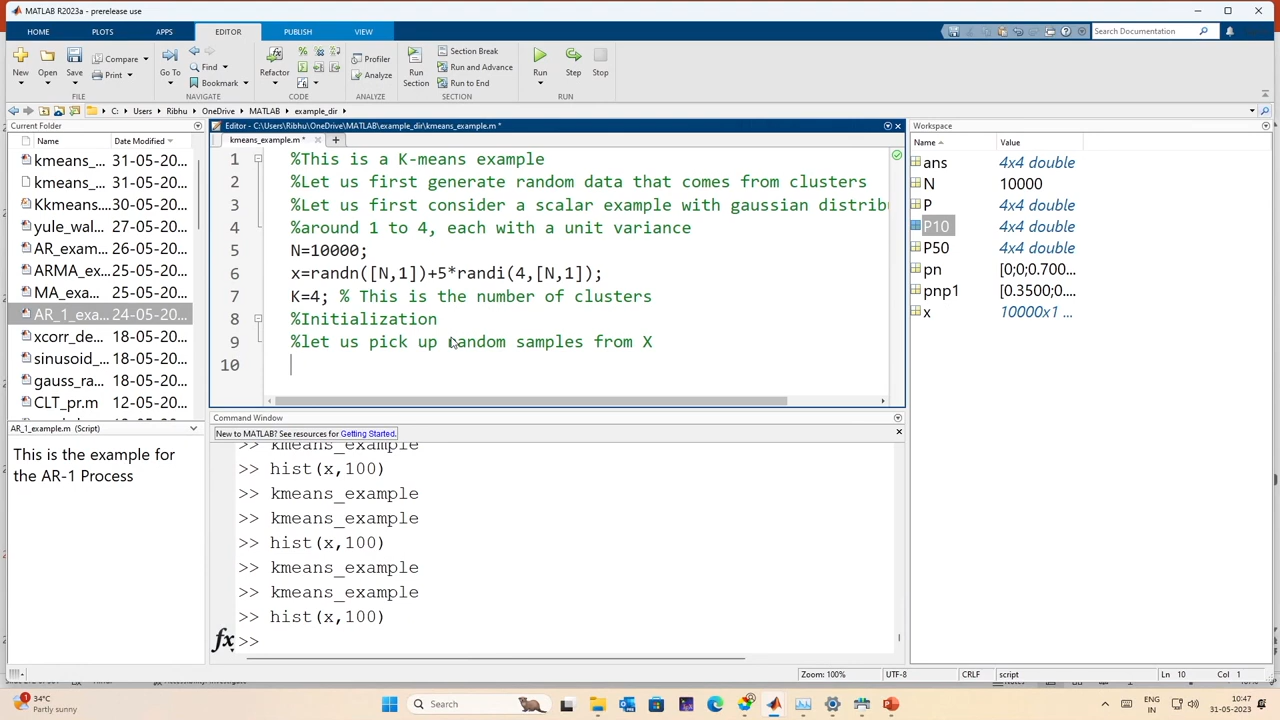 MATLAB R2023a - prerelease use
HOME PLOTS APPS EDITOR PUBLISH VIEW
Search Documentation
New Open Save Compare Print
Go To Find Bookmark
Refactor
Profiler
Analyze
Run Section
Section Break
Run and Advance
Run to End
Run Step Stop
FILE NAVIGATE CODE ANALYZE SECTION RUN
C: Users Ribhu OneDrive MATLAB example_dir
Current Folder
Name Date Modified
kmeans_... 31-05-20...
kmeans_... 31-05-20...
Kkmeans... 30-05-20...
yule_wal... 27-05-20...
AR_exam... 26-05-20...
ARMA_ex... 25-05-20...
MA_exa... 25-05-20...
AR_1_exa... 24-05-20...
xcorr_de... 18-05-20...
sinusoid_... 18-05-20...
gauss_ra... 18-05-20...
CLT_pr.m 12-05-20...
AR_1_example.m (Script)
This is the example for
the AR-1 Process
Editor - C:\Users\Ribhu\OneDrive\MATLAB\example_dir\kmeans_example.m *
kmeans_example.m *
1 %This is a K-means example
2 %Let us first generate random data that comes from clusters
3 %Let us first consider a scalar example with gaussian distribu
4 %around 1 to 4, each with a unit variance
5 N=10000;
6 x=randn([N,1])+5*randi(4,[N,1]);
7 K=4; % This is the number of clusters
8 %Initialization
9 %let us pick up random samples from X
10
Command Window
New to MATLAB? See resources for Getting Started.
>> kmeans_example
>> hist(x,100)
>> kmeans_example
>> kmeans_example
>> hist(x,100)
>> kmeans_example
>> kmeans_example
>> hist(x,100)
fx >>
Workspace
Name Value
ans 4x4 double
N 10000
P 4x4 double
P10 4x4 double
P50 4x4 double
pn [0;0;0.700...
pnp1 [0.3500;0....
x 10000x1 ...
Zoom: 100% UTF-8 CRLF script Ln 10 Col 1
34°C
Partly sunny
Search
ENG
IN
10:47
31-05-2023